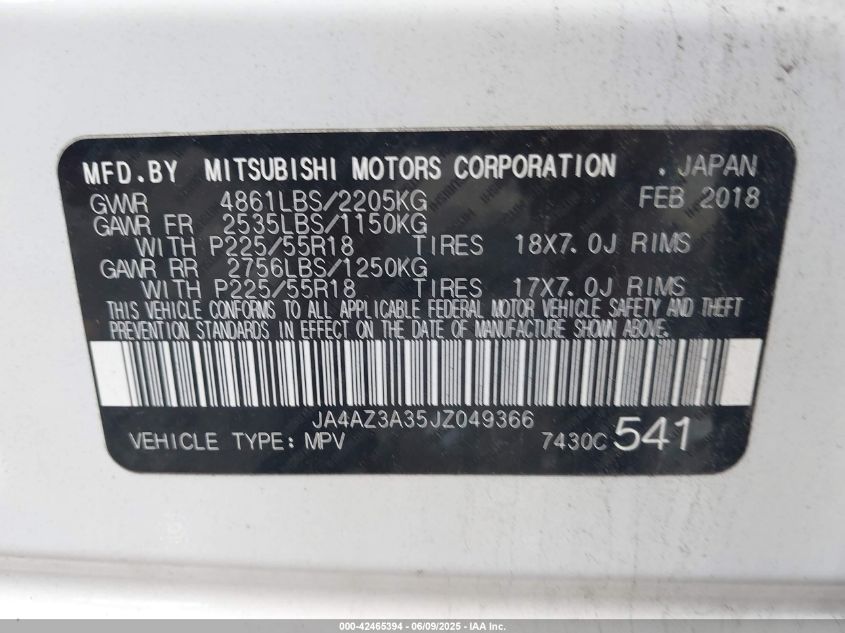 MFD.BY MITSUBISHI MOTORS CORPORATION . JAPAN
GVWR 4861LBS/2205KG FEB 2018
GAWR FR 2535LBS/1150KG
WITH P225/55R18 TIRES 18X7.0J RIMS
GAWR RR 2756LBS/1250KG
WITH P225/55R18 TIRES 17X7.0J RIMS
THIS VEHICLE CONFORMS TO ALL APPLICABLE FEDERAL MOTOR VEHICLE SAFETY AND THEFT
PREVENTION STANDARDS IN EFFECT ON THE DATE OF MANUFACTURE SHOWN ABOVE.
JA4AZ3A35JZ049366
VEHICLE TYPE: MPV 7430C 541
000-42465394 - 06/09/2025 - IAA Inc.